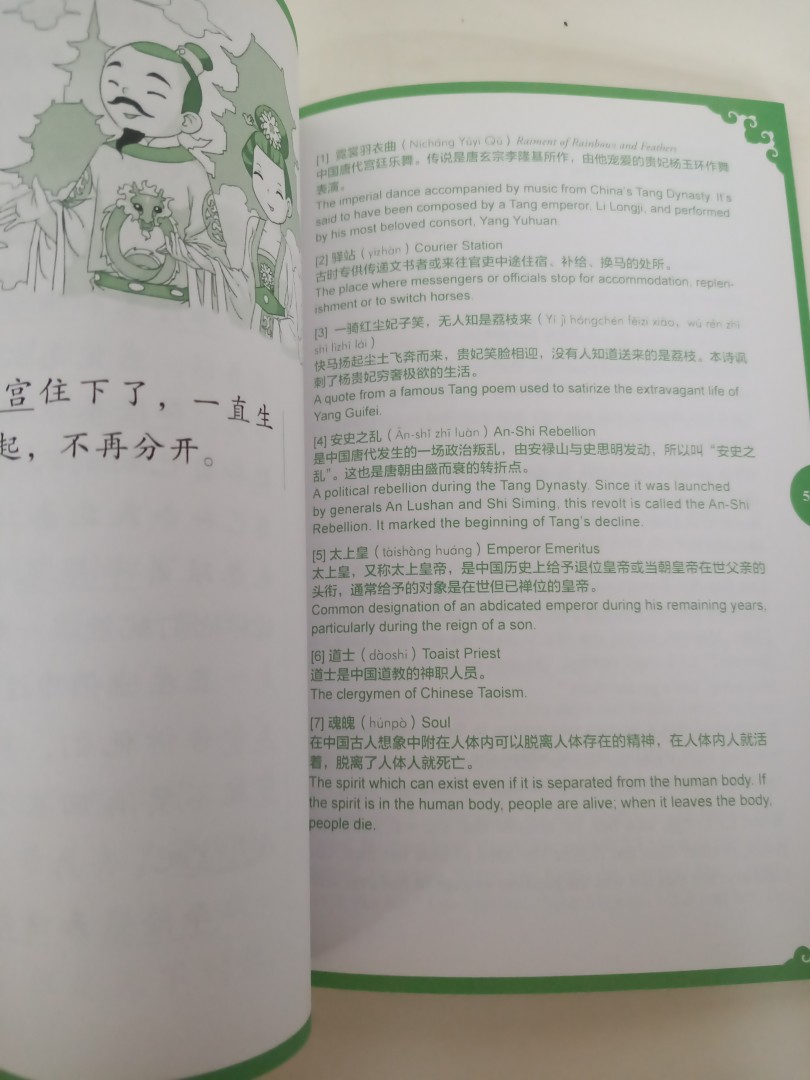 宫住下了，一直生
起，不再分开。
[1] 霓裳羽衣曲（Nícháng Yǔyī Qǔ）Raiment of Rainbows and Feathers
中国唐代宫廷乐舞。传说是唐玄宗李隆基所作，由他宠爱的贵妃杨玉环作舞
表演。
The imperial dance accompanied by music from China's Tang Dynasty. It's
said to have been composed by a Tang emperor, Li Longji, and performed
by his most beloved consort, Yang Yuhuan.
[2] 驿站（yìzhàn）Courier Station
古时专供传递文书者或来往官吏中途住宿、补给、换马的处所。
The place where messengers or officials stop for accommodation, replen-
ishment or to switch horses.
[3] 一骑红尘妃子笑，无人知是荔枝来（Yí jì hóngchén fēizi xiào, wú rén zhī
shì lìzhī lái）
快马扬起尘土飞奔而来，贵妃笑脸相迎，没有人知道送来的是荔枝。本诗讽
刺了杨贵妃穷奢极欲的生活。
A quote from a famous Tang poem used to satirize the extravagant life of
Yang Guifei.
[4] 安史之乱（Ān-Shǐ zhī luàn）An-Shi Rebellion
是中国唐代发生的一场政治叛乱，由安禄山与史思明发动，所以叫“安史之
乱”。这也是唐朝由盛而衰的转折点。
A political rebellion during the Tang Dynasty. Since it was launched
by generals An Lushan and Shi Siming, this revolt is called the An-Shi
Rebellion. It marked the beginning of Tang's decline.
[5] 太上皇（tàishàng huáng）Emperor Emeritus
太上皇，又称太上皇帝，是中国历史上给予退位皇帝或当朝皇帝在世父亲的
头衔，通常给予的对象是在世但已禅位的皇帝。
Common designation of an abdicated emperor during his remaining years,
particularly during the reign of a son.
[6] 道士（dàoshi）Toaist Priest
道士是中国道教的神职人员。
The clergymen of Chinese Taoism.
[7] 魂魄（húnpò）Soul
在中国古人想象中附在人体内可以脱离人体存在的精神，在人体内人就活
着，脱离了人体人就死亡。
The spirit which can exist even if it is separated from the human body. If
the spirit is in the human body, people are alive; when it leaves the body,
people die.
5